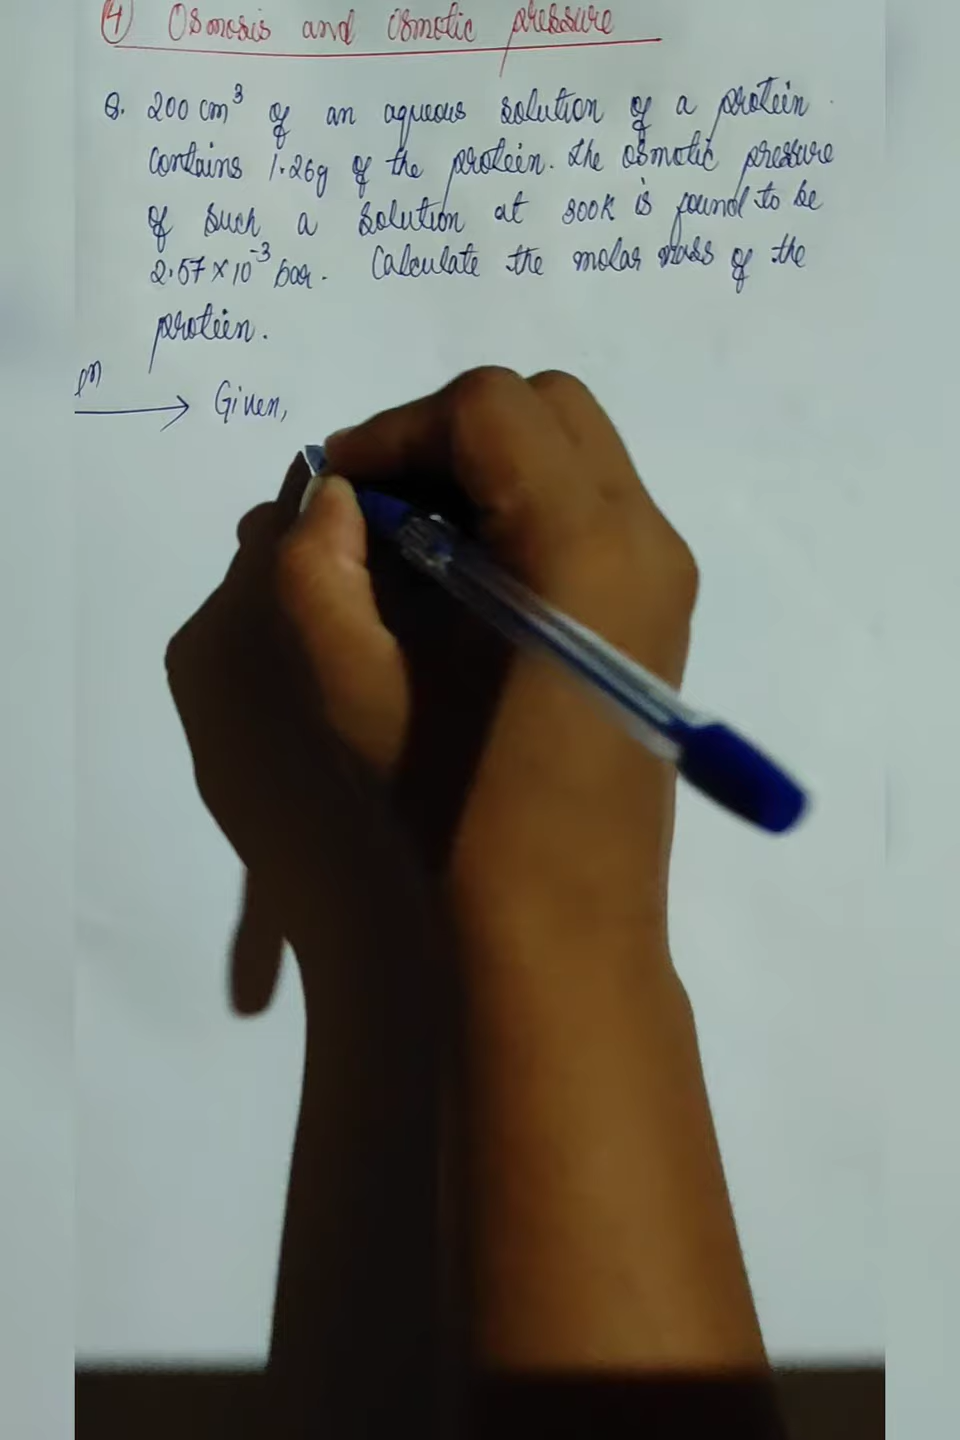 ④ Osmosis and Osmotic pressure
Q. 200 cm³ of an aqueous solution of a protein
contains 1.26g of the protein. The osmotic pressure
of such a solution at 300K is found to be
2.57 × 10⁻³ bar. Calculate the molar mass of the
protein.
Given,